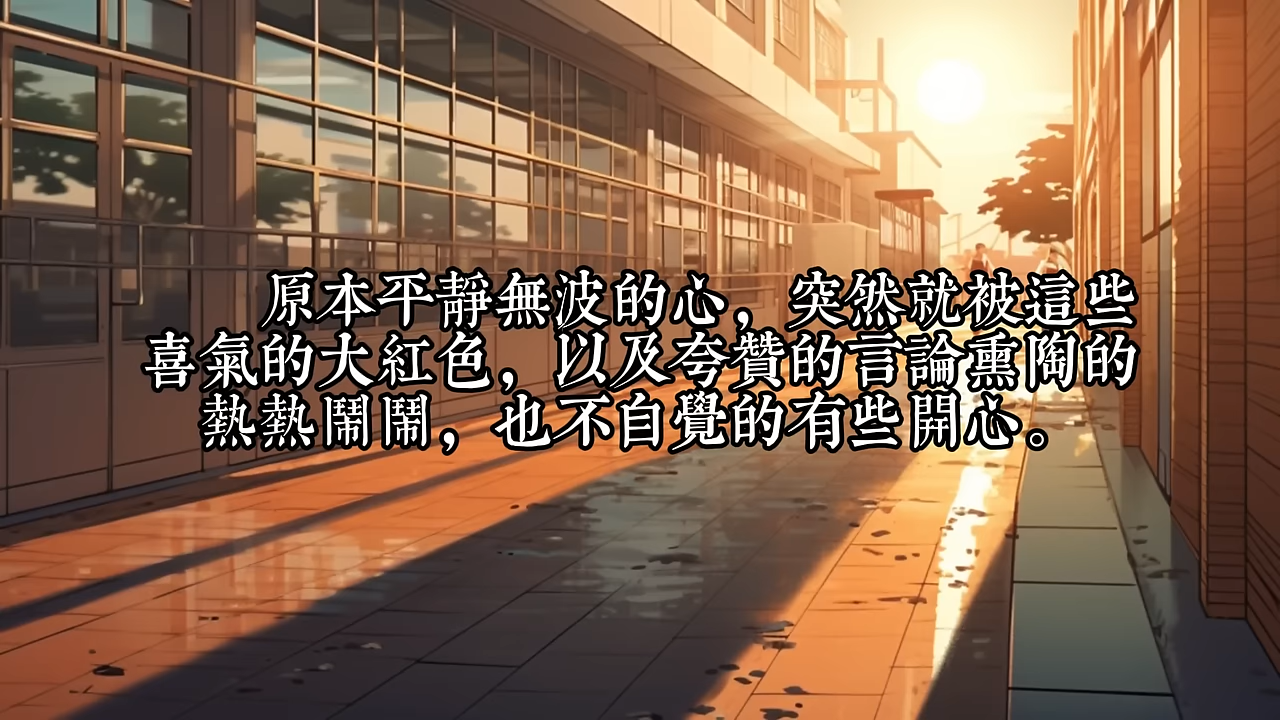 原本平靜無波的心，突然就被這些
喜氣的大紅色，以及夸贊的言論熏陶的
熱熱鬧鬧，也不自覺的有些開心。